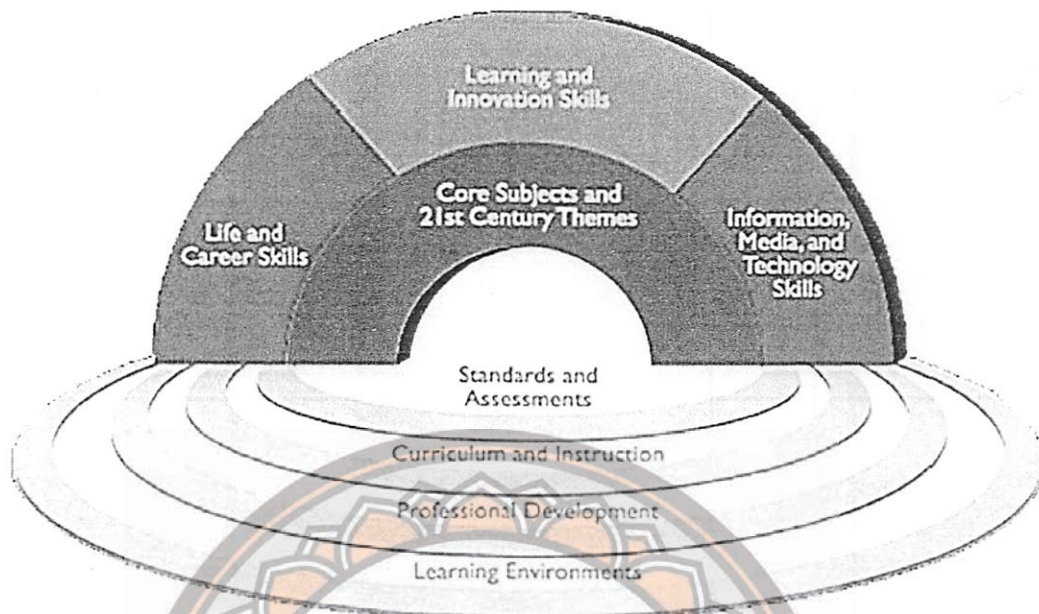 Learning and
Innovation Skills
Core Subjects and
21st Century Themes
Life and
Career Skills
Information,
Media, and
Technology
Skills
Standards and
Assessments
Curriculum and Instruction
Professional Development
Learning Environments